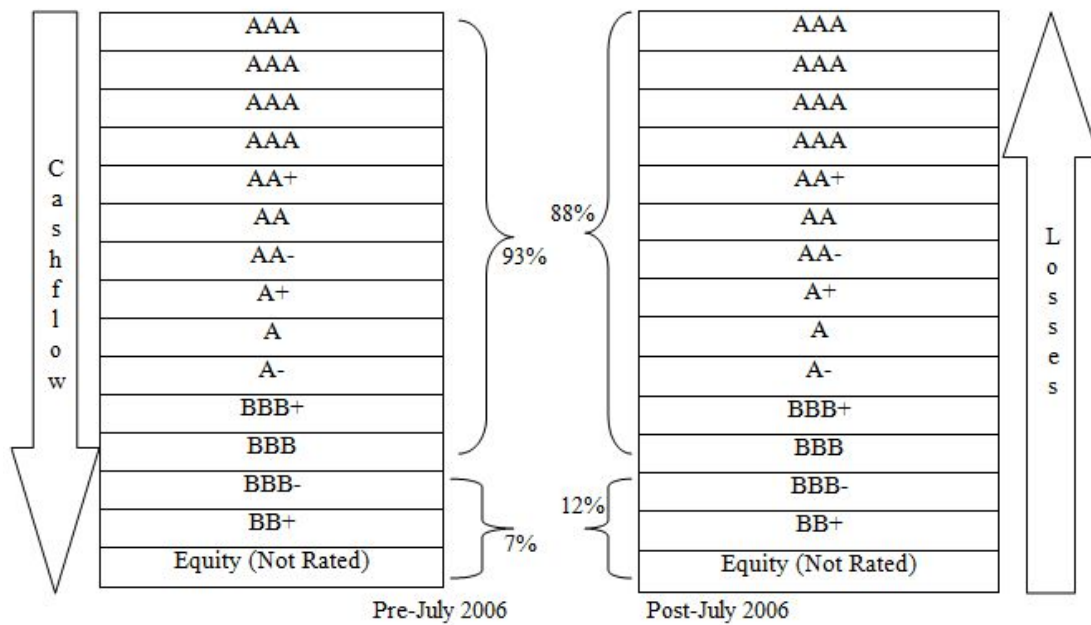 Cashflow
AAA
AAA
AAA
AAA
AA+
AA
AA-
A+
A
A-
BBB+
BBB
BBB-
BB+
Equity (Not Rated)
93%
7%
Pre-July 2006
88%
12%
AAA
AAA
AAA
AAA
AA+
AA
AA-
A+
A
A-
BBB+
BBB
BBB-
BB+
Equity (Not Rated)
Post-July 2006
Losses